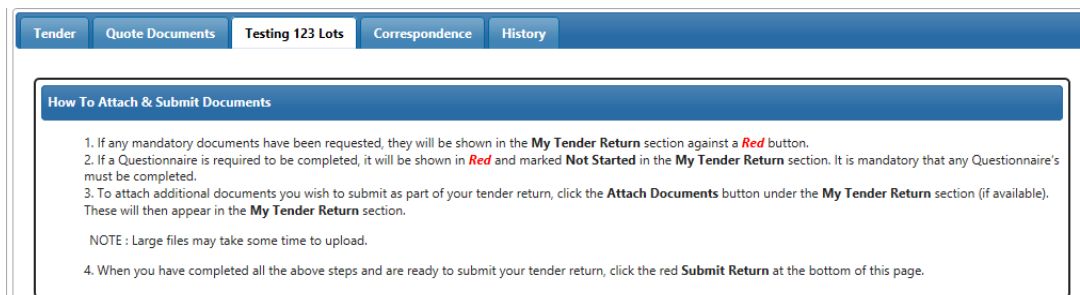 Tender Quote Documents Testing 123 Lots Correspondence History
How To Attach & Submit Documents
1. If any mandatory documents have been requested, they will be shown in the My Tender Return section against a Red button.
2. If a Questionnaire is required to be completed, it will be shown in Red and marked Not Started in the My Tender Return section. It is mandatory that any Questionnaire's
must be completed.
3. To attach additional documents you wish to submit as part of your tender return, click the Attach Documents button under the My Tender Return section (if available).
These will then appear in the My Tender Return section.
NOTE : Large files may take some time to upload.
4. When you have completed all the above steps and are ready to submit your tender return, click the red Submit Return at the bottom of this page.